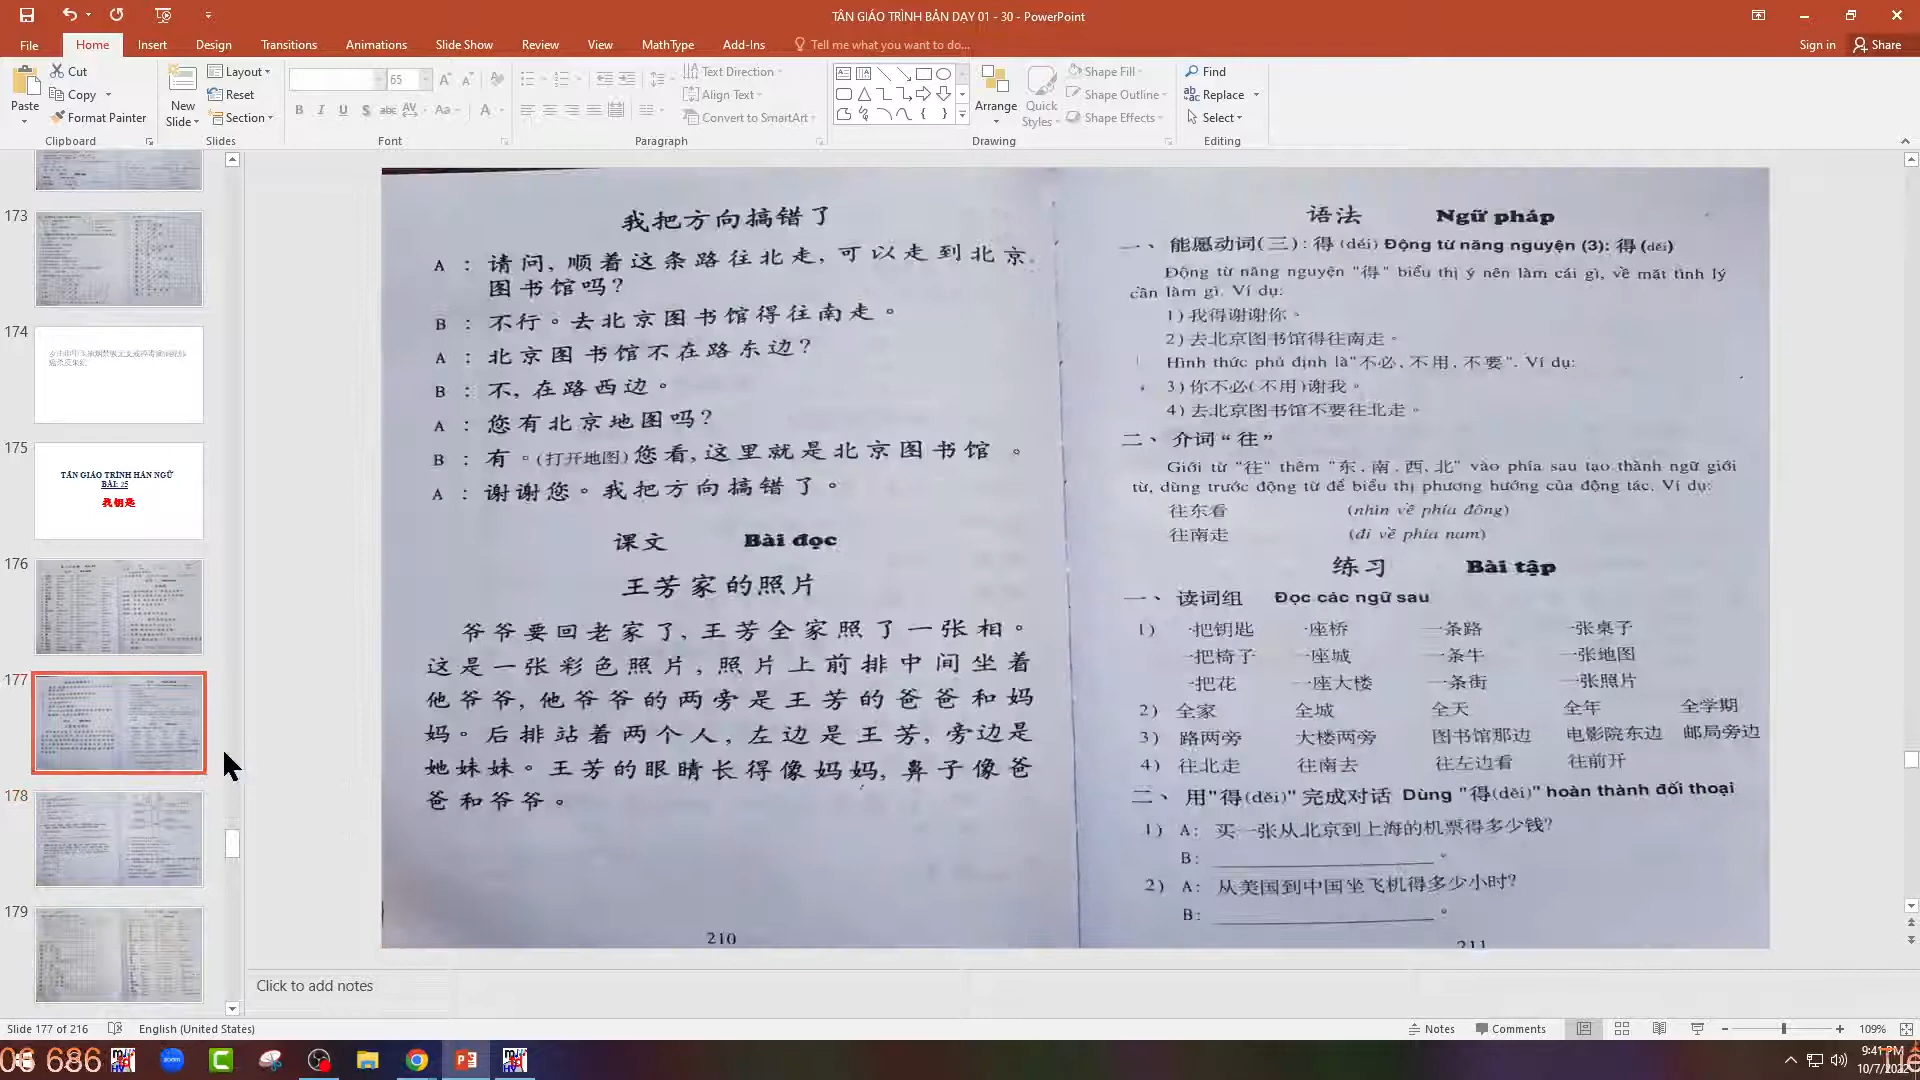 TÂN GIÁO TRÌNH BẢN DẠY 01 - 30 - PowerPoint
File
Home
Insert
Design
Transitions
Animations
Slide Show
Review
View
MathType
Add-Ins
Tell me what you want to do...
Sign in
Share
Paste
Cut
Copy
Format Painter
Clipboard
New Slide
Layout
Reset
Section
Slides
65
Font
Text Direction
Align Text
Convert to SmartArt
Paragraph
Arrange
Quick Styles
Shape Fill
Shape Outline
Shape Effects
Drawing
Find
Replace
Select
Editing
173
174
175
TÂN GIÁO TRÌNH HÁN NGỮ
BÀI: 25
176
177
178
179
我把方向搞错了
A : 请问,顺着这条路往北走,可以走到北京
图书馆吗?
B : 不行。去北京图书馆得往南走。
A : 北京图书馆不在路东边?
B : 不,在路西边。
A : 您有北京地图吗?
B : 有。(打开地图)您看,这里就是北京图书馆。
A : 谢谢您。我把方向搞错了。
课文 Bài đọc
王芳家的照片
爷爷要回老家了,王芳全家照了一张相。
这是一张彩色照片,照片上前排中间坐着
他爷爷,他爷爷的两旁是王芳的爸爸和妈
妈。后排站着两个人,左边是王芳,旁边是
她妹妹。王芳的眼睛长得像妈妈,鼻子像爸
爸和爷爷。
210
语法 Ngữ pháp
一、能愿动词(三): 得 (děi) Động từ năng nguyện (3): 得 (děi)
Động từ năng nguyện "得" biểu thị ý nên làm cái gì, về mặt tình lý
cần làm gì. Ví dụ:
1) 我得谢谢你。
2) 去北京图书馆得往南走。
Hình thức phủ định là "不必, 不用, 不要". Ví dụ:
3) 你不必(不用)谢我。
4) 去北京图书馆不要往北走。
二、介词"往"
Giới từ "往" thêm "东, 南, 西, 北" vào phía sau tạo thành ngữ giới
từ, dùng trước động từ để biểu thị phương hướng của động tác. Ví dụ:
往东看 (nhìn về phía đông)
往南走 (đi về phía nam)
练习 Bài tập
一、读词组 Đọc các ngữ sau
1) 一把钥匙 一座桥 一条路 一张桌子
一把椅子 一座城 一条牛 一张地图
一把花 一座大楼 一条街 一张照片
2) 全家 全城 全天 全年 全学期
3) 路两旁 大楼两旁 图书馆那边 电影院东边 邮局旁边
4) 往北走 往南去 往左边看 往前开
二、用"得(děi)"完成对话 Dùng "得(děi)" hoàn thành đối thoại
1) A: 买一张从北京到上海的机票得多少钱?
B: 。
2) A: 从美国到中国坐飞机得多少小时?
B: 。
211
Click to add notes
Slide 177 of 216
English (United States)
Notes
Comments
109%
06 686
9:41 PM